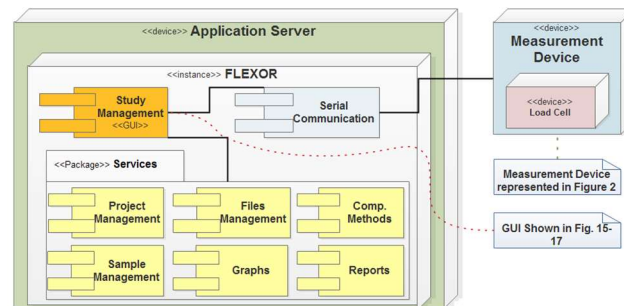 <<device>> Application Server
<<instance>> FLEXOR
Study
Management
<<GUI>>
Serial
Communication
<<device>>
Measurement
Device
<<device>>
Load Cell
<<Package>> Services
Project
Management
Files
Management
Comp.
Methods
Sample
Management
Graphs
Reports
Measurement Device
represented in Figure 2
GUI Shown in Fig. 15-
17